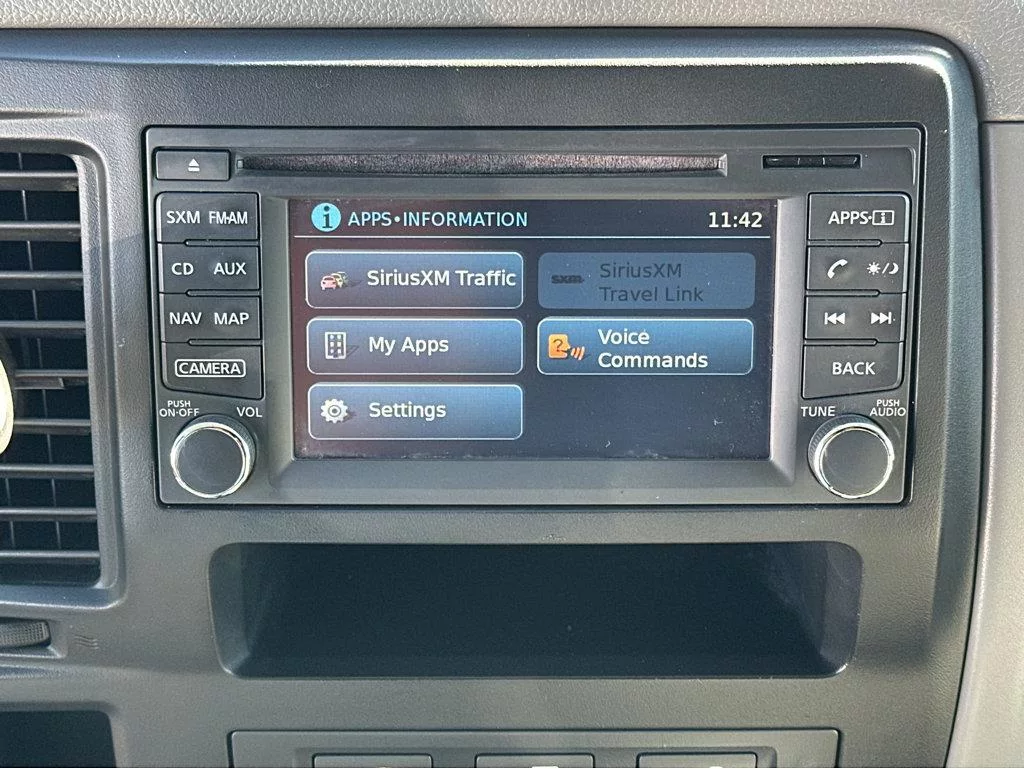 SXM FM·AM
CD AUX
NAV MAP
CAMERA
PUSH
ON·OFF
VOL
i APPS•INFORMATION
11:42
SiriusXM Traffic
sxm
SiriusXM
Travel Link
My Apps
?
Voice
Commands
Settings
APPS·i
BACK
TUNE
PUSH
AUDIO